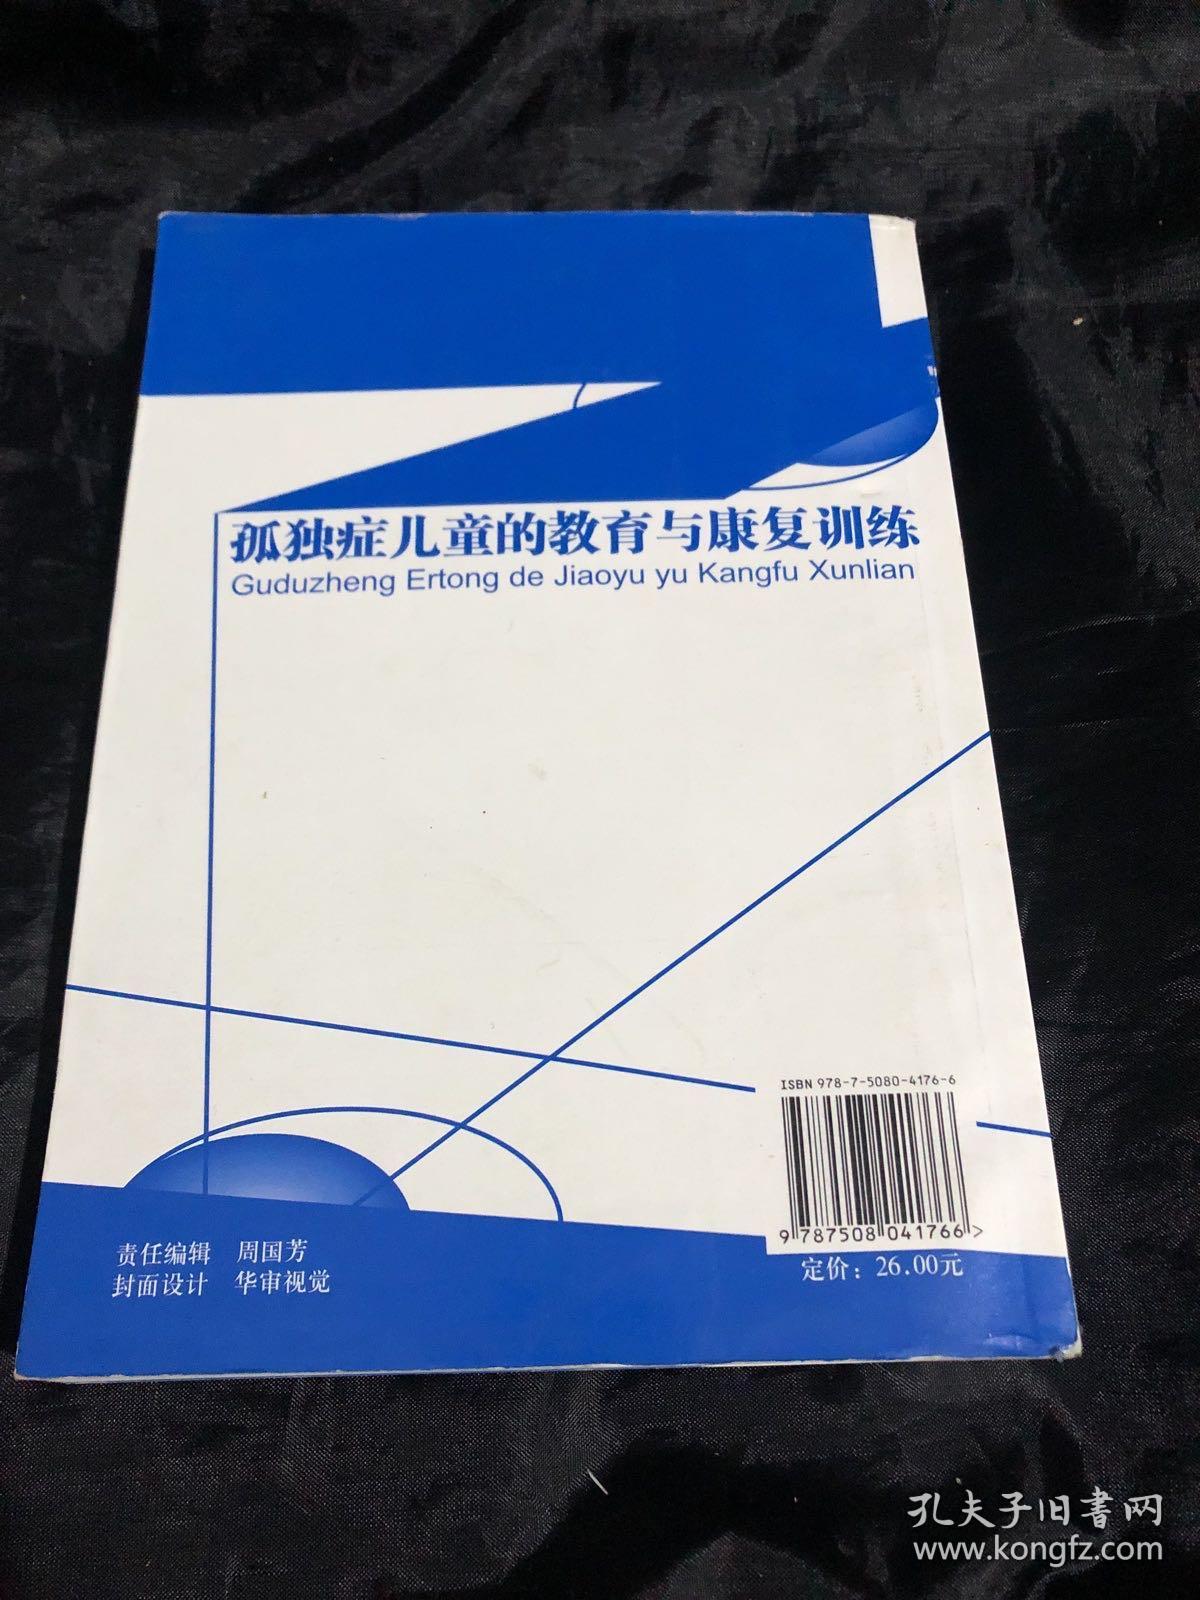 孤独症儿童的教育与康复训练
Guduzheng Ertong de Jiaoyu yu Kangfu Xunlian
ISBN 978-7-5080-4176-6
9 787508 041766 >
定价：26.00元
责任编辑 周国芳
封面设计 华审视觉
孔夫子旧書网
www.kongfz.com